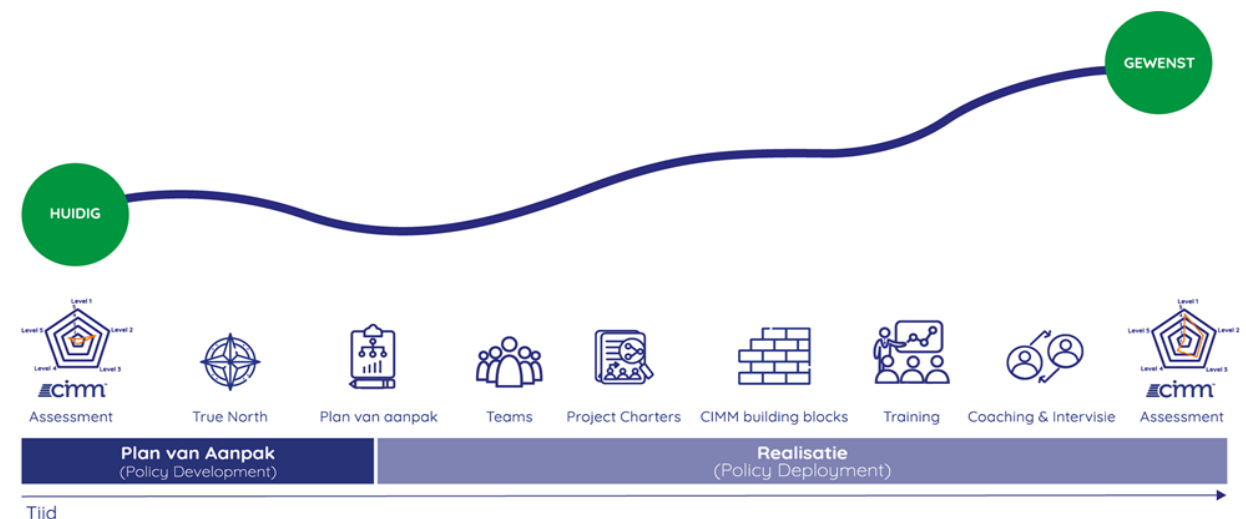 GEWENST
HUIDIG
Level 1
Level 2
Level 3
Level 4
Level 5
cimm
Assessment
True North
Plan van aanpak
Teams
Project Charters
CIMM building blocks
Training
Coaching & Intervisie
Level 1
Level 2
Level 3
Level 4
Level 5
cimm
Assessment
Plan van Aanpak
(Policy Development)
Realisatie
(Policy Deployment)
Tijd